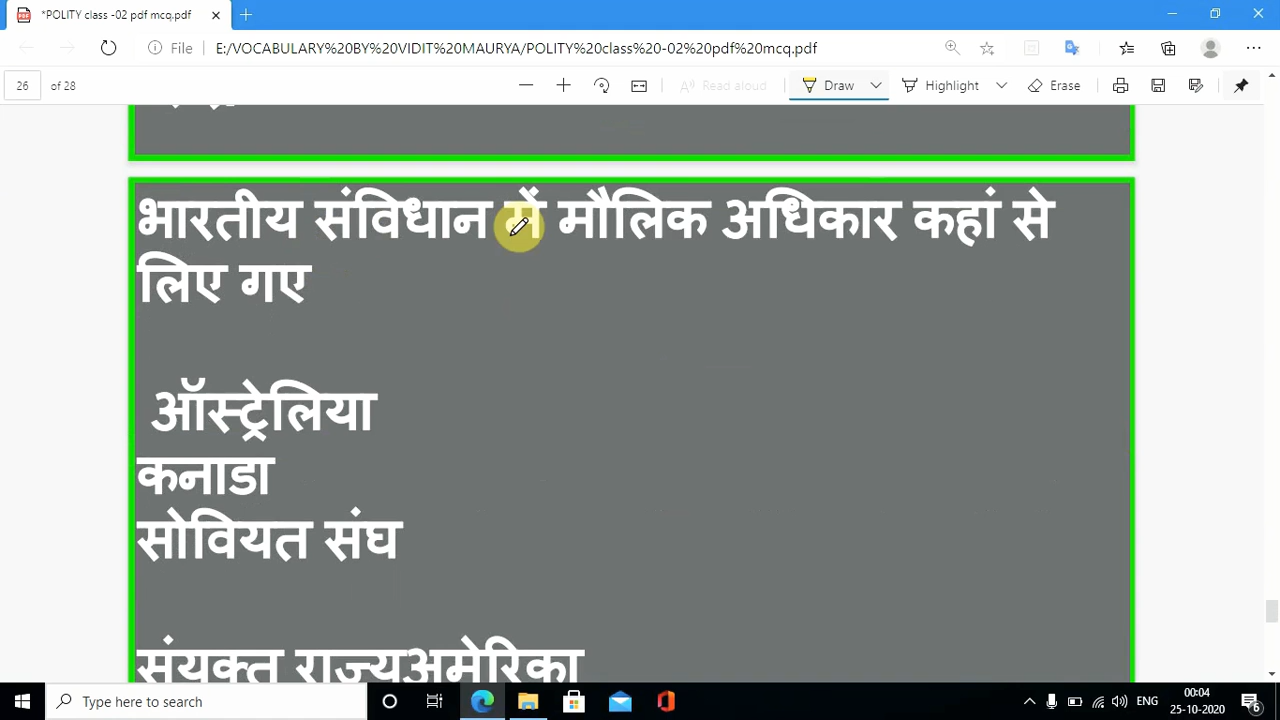 *POLITY class -02 pdf mcq.pdf
File
E:/VOCABULARY%20BY%20VIDIT%20MAURYA/POLITY%20class%20-02%20pdf%20mcq.pdf
26 of 28
Read aloud
Draw
Highlight
Erase
भारतीय संविधान में मौलिक अधिकार कहां से
लिए गए
ऑस्ट्रेलिया
कनाडा
सोवियत संघ
संयुक्त राज्यअमेरिका
Type here to search
ENG
00:04
25-10-2020
6